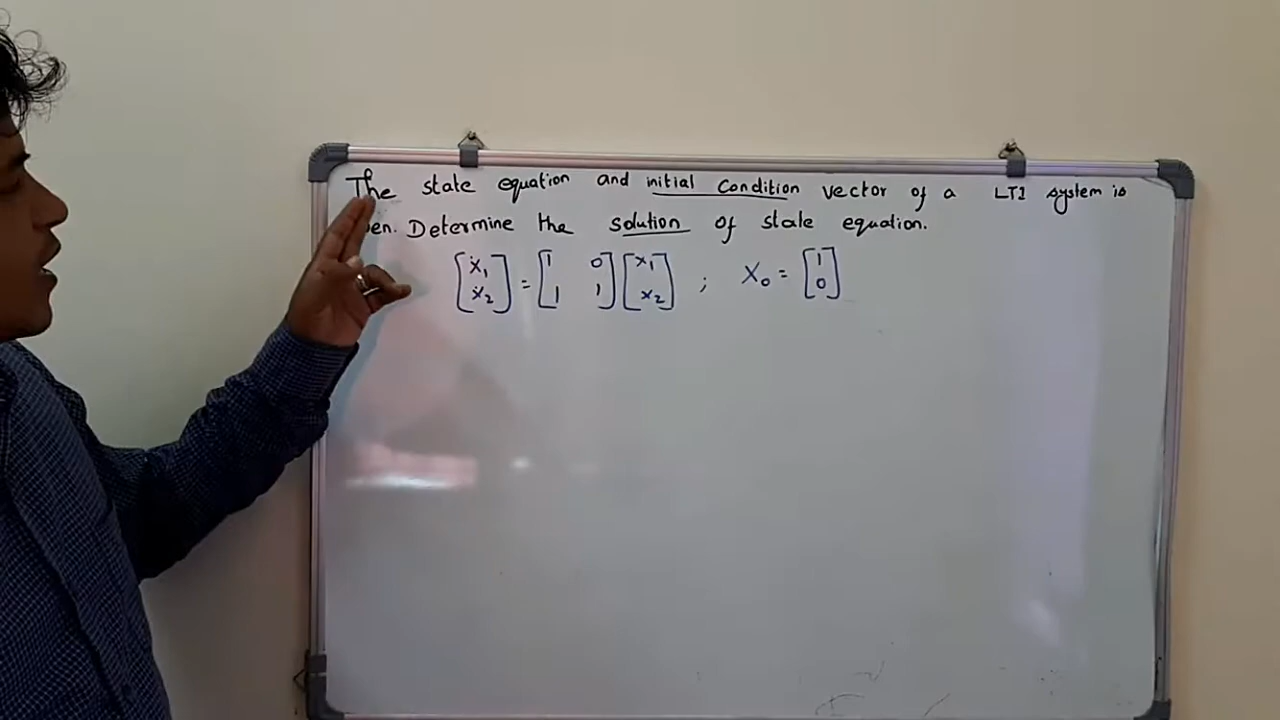 The state equation and initial condition vector of a LTI system is
en. Determine the solution of state equation.
[ẋ₁ ẋ₂] = [1 0 1 1] [x₁ x₂] ; X₀ = [1 0]